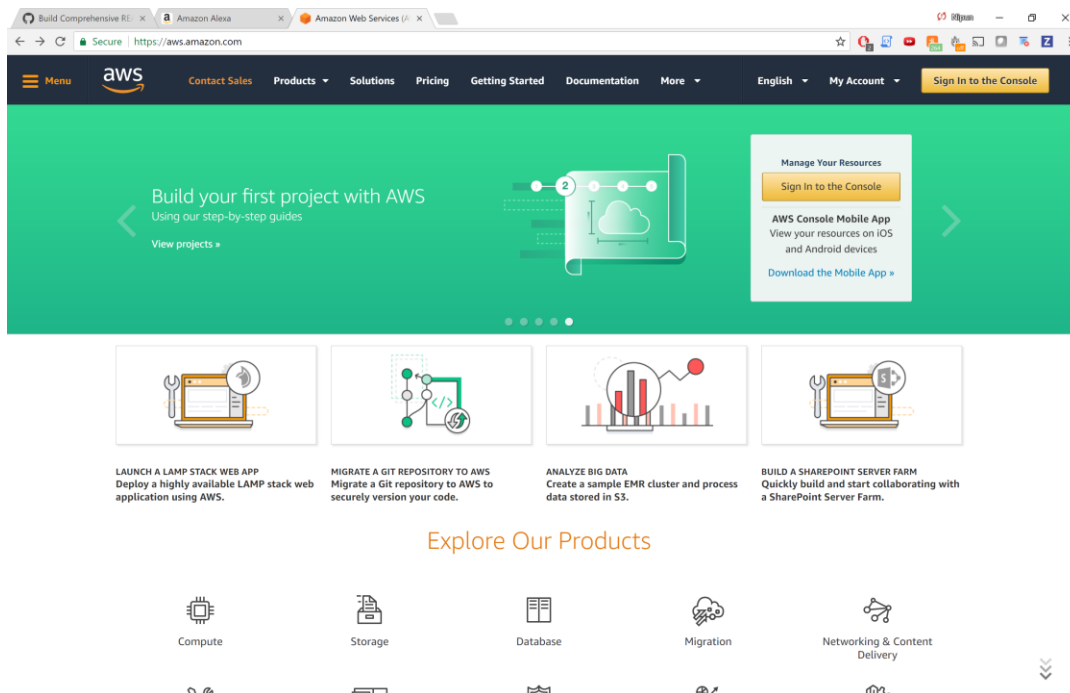 Build Comprehensive RE
Amazon Alexa
Amazon Web Services (A
Secure
https://aws.amazon.com
Menu
aws
Contact Sales
Products
Solutions
Pricing
Getting Started
Documentation
More
English
My Account
Sign In to the Console
Build your first project with AWS
Using our step-by-step guides
View projects »
1
2
3
4
5
Manage Your Resources
Sign In to the Console
AWS Console Mobile App
View your resources on iOS
and Android devices
Download the Mobile App »
LAUNCH A LAMP STACK WEB APP
Deploy a highly available LAMP stack web
application using AWS.
MIGRATE A GIT REPOSITORY TO AWS
Migrate a Git repository to AWS to
securely version your code.
ANALYZE BIG DATA
Create a sample EMR cluster and process
data stored in S3.
BUILD A SHAREPOINT SERVER FARM
Quickly build and start collaborating with
a SharePoint Server Farm.
Explore Our Products
Compute
Storage
Database
Migration
Networking & Content
Delivery